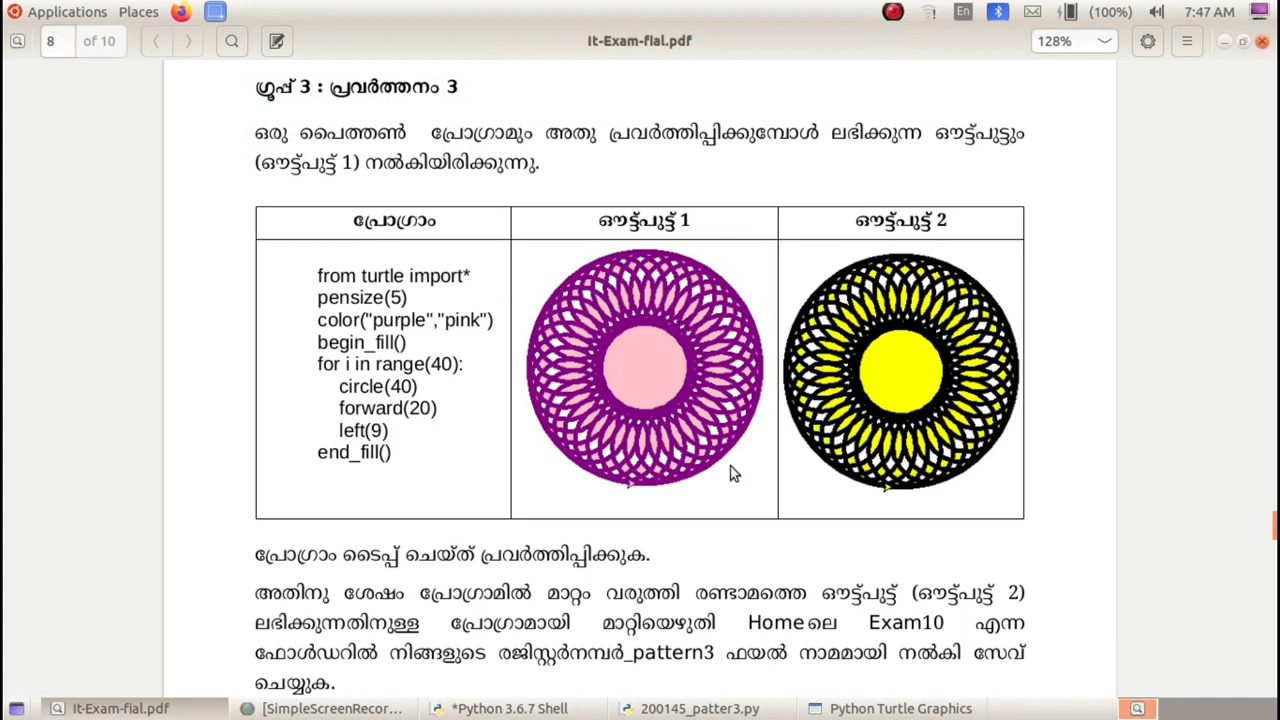 Applications Places En (100%) 7:47 AM
8 of 10 It-Exam-fial.pdf 128%
ഗ്രൂപ്പ് 3 : പ്രവർത്തനം 3
ഒരു പൈത്തൺ പ്രോഗ്രാമും അതു പ്രവർത്തിപ്പിക്കുമ്പോൾ ലഭിക്കുന്ന ഔട്ട്പുട്ടും
(ഔട്ട്പുട്ട് 1) നൽകിയിരിക്കുന്നു.
പ്രോഗ്രാം ഔട്ട്പുട്ട് 1 ഔട്ട്പുട്ട് 2
from turtle import*
pensize(5)
color("purple","pink")
begin_fill()
for i in range(40):
circle(40)
forward(20)
left(9)
end_fill()
പ്രോഗ്രാം ടൈപ്പ് ചെയ്ത് പ്രവർത്തിപ്പിക്കുക.
അതിനു ശേഷം പ്രോഗ്രാമിൽ മാറ്റം വരുത്തി രണ്ടാമത്തെ ഔട്ട്പുട്ട് (ഔട്ട്പുട്ട് 2)
ലഭിക്കുന്നതിനുള്ള പ്രോഗ്രാമായി മാറ്റിയെഴുതി Home ലെ Exam10 എന്ന
ഫോൾഡറിൽ നിങ്ങളുടെ രജിസ്റ്റർനമ്പർ_pattern3 ഫയൽ നാമമായി നൽകി സേവ്
ചെയ്യുക.
It-Exam-fial.pdf [SimpleScreenRecor... *Python 3.6.7 Shell 200145_patter3.py Python Turtle Graphics